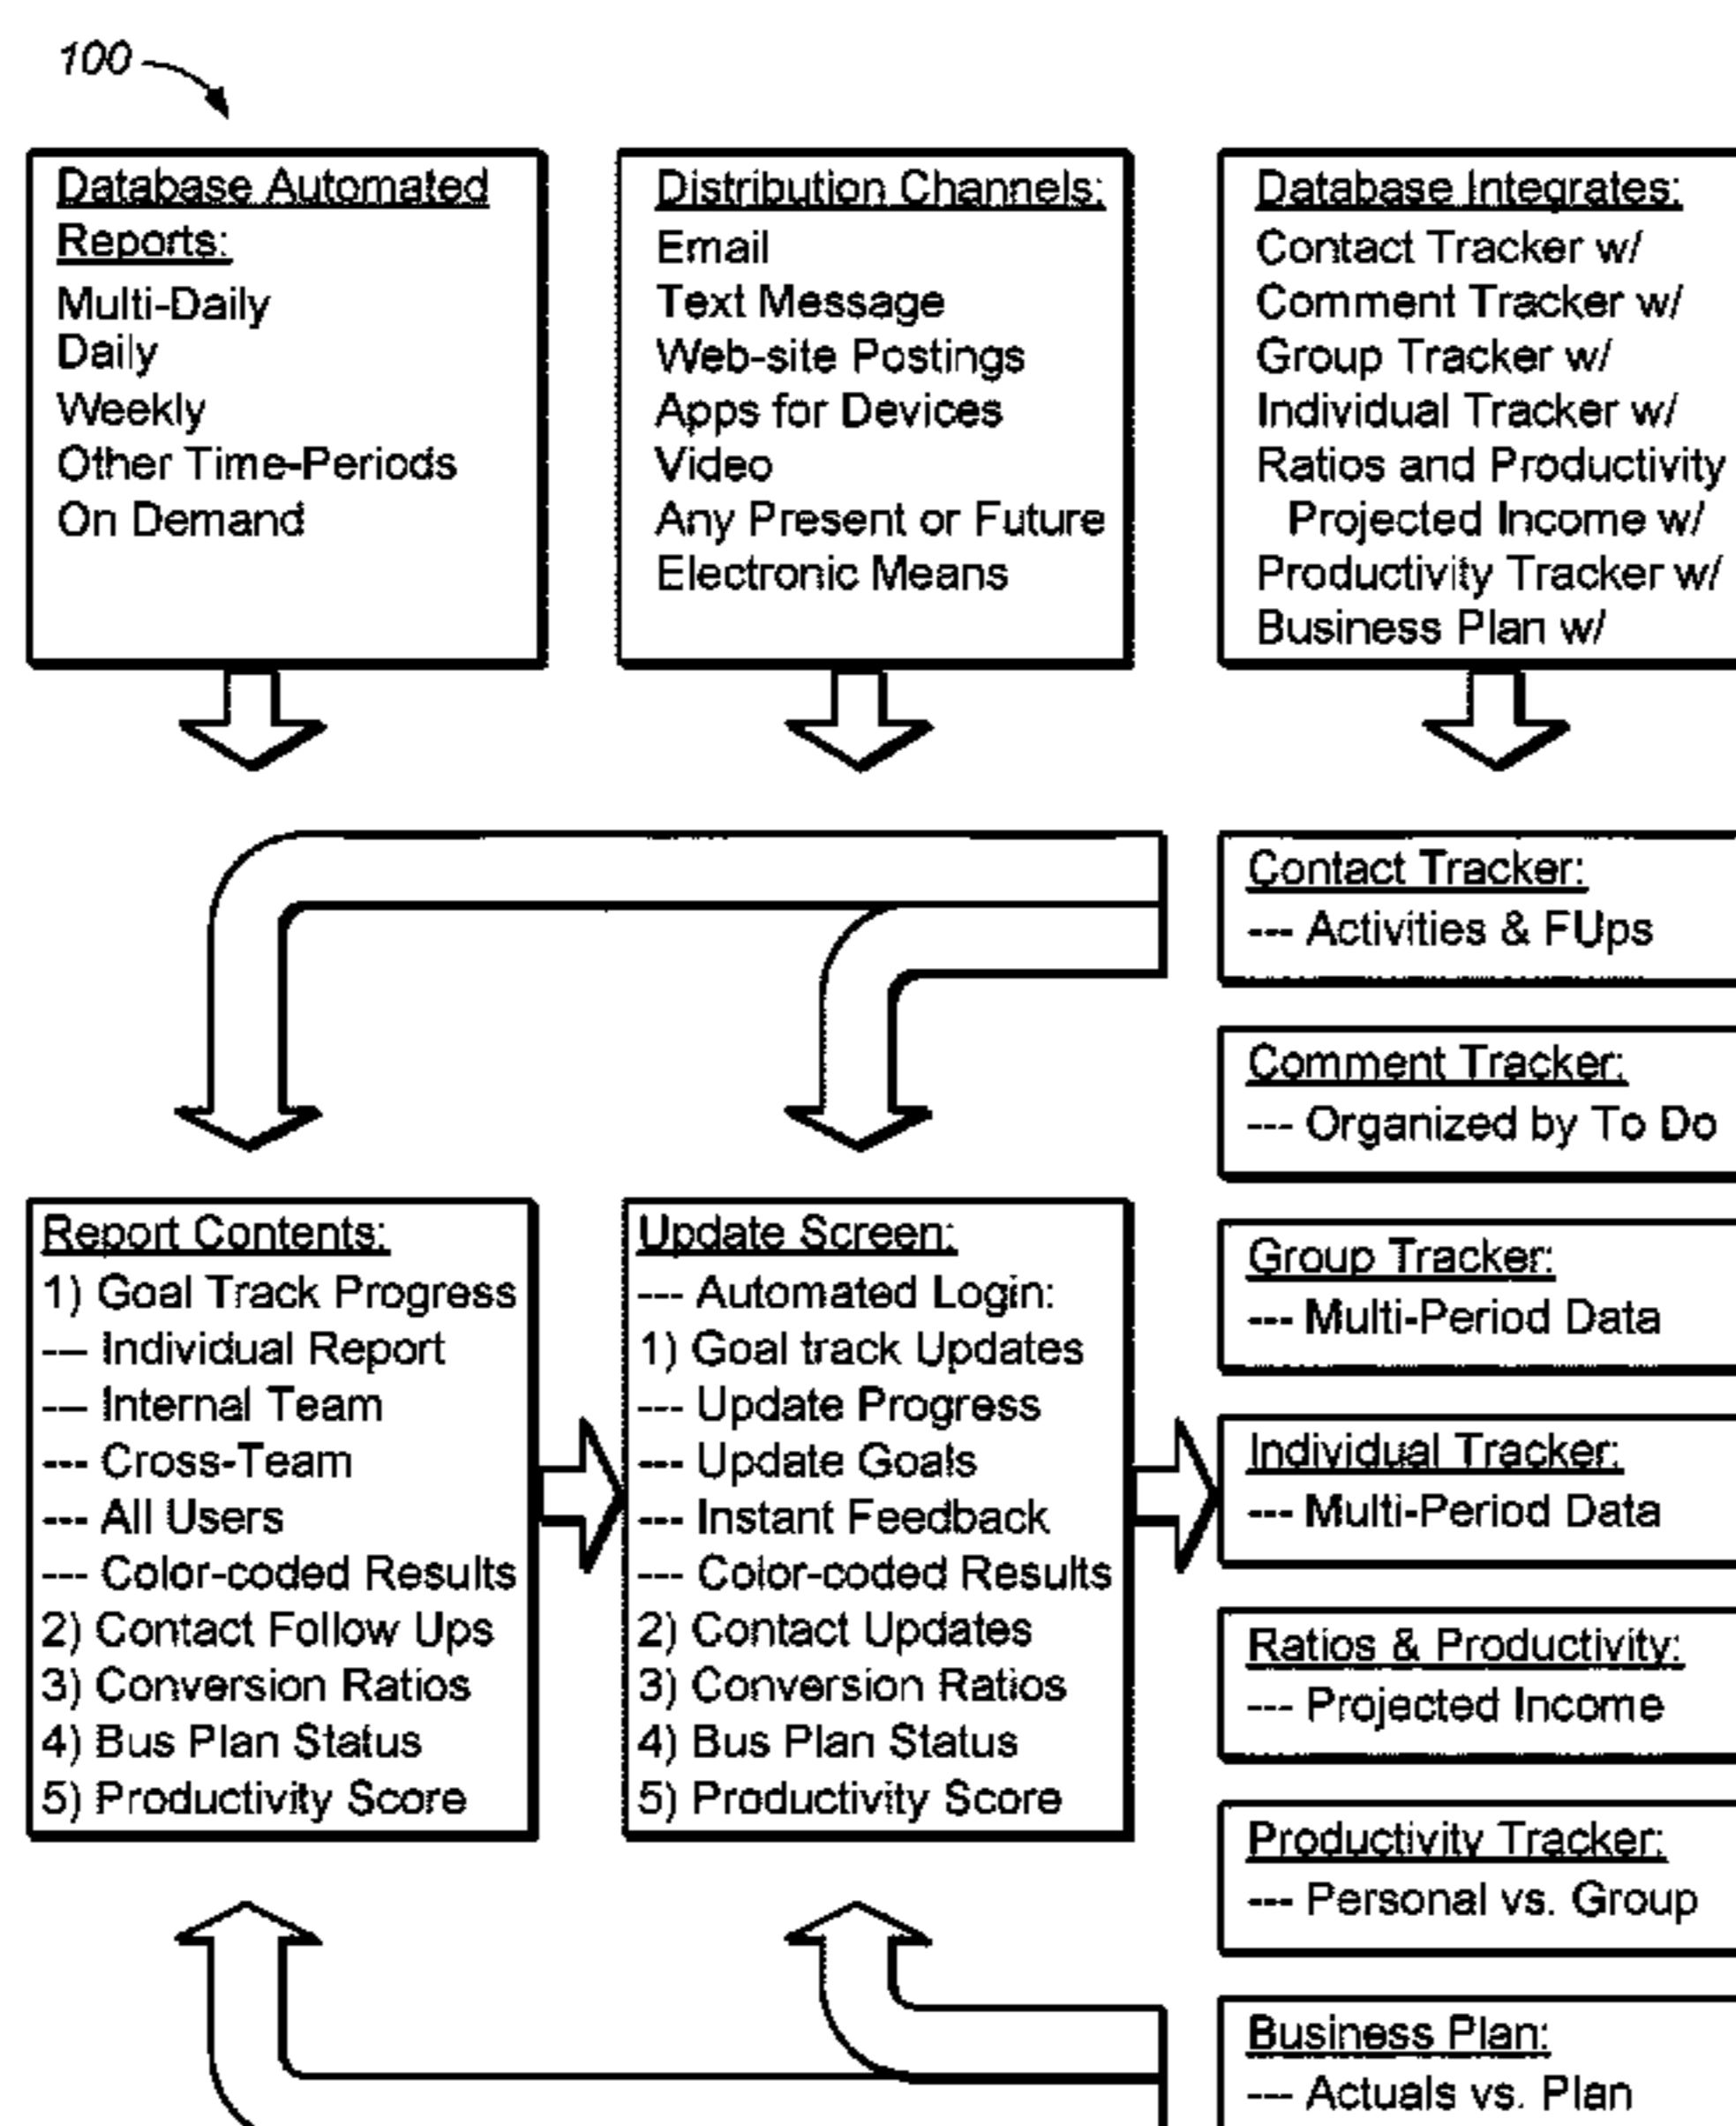 100
Database Automated
Reports:
Multi-Daily
Daily
Weekly
Other Time-Periods
On Demand
Distribution Channels:
Email
Text Message
Web-site Postings
Apps for Devices
Video
Any Present or Future
Electronic Means
Database Integrates:
Contact Tracker w/
Comment Tracker w/
Group Tracker w/
Individual Tracker w/
Ratios and Productivity
Projected Income w/
Productivity Tracker w/
Business Plan w/
Contact Tracker:
--- Activities & FUps
Comment Tracker:
--- Organized by To Do
Report Contents:
1) Goal Track Progress
--- Individual Report
--- Internal Team
--- Cross-Team
--- All Users
--- Color-coded Results
2) Contact Follow Ups
3) Conversion Ratios
4) Bus Plan Status
5) Productivity Score
Update Screen:
--- Automated Login:
1) Goal track Updates
--- Update Progress
--- Update Goals
--- Instant Feedback
--- Color-coded Results
2) Contact Updates
3) Conversion Ratios
4) Bus Plan Status
5) Productivity Score
Group Tracker:
--- Multi-Period Data
Individual Tracker:
--- Multi-Period Data
Ratios & Productivity:
--- Projected Income
Productivity Tracker:
--- Personal vs. Group
Business Plan:
--- Actuals vs. Plan